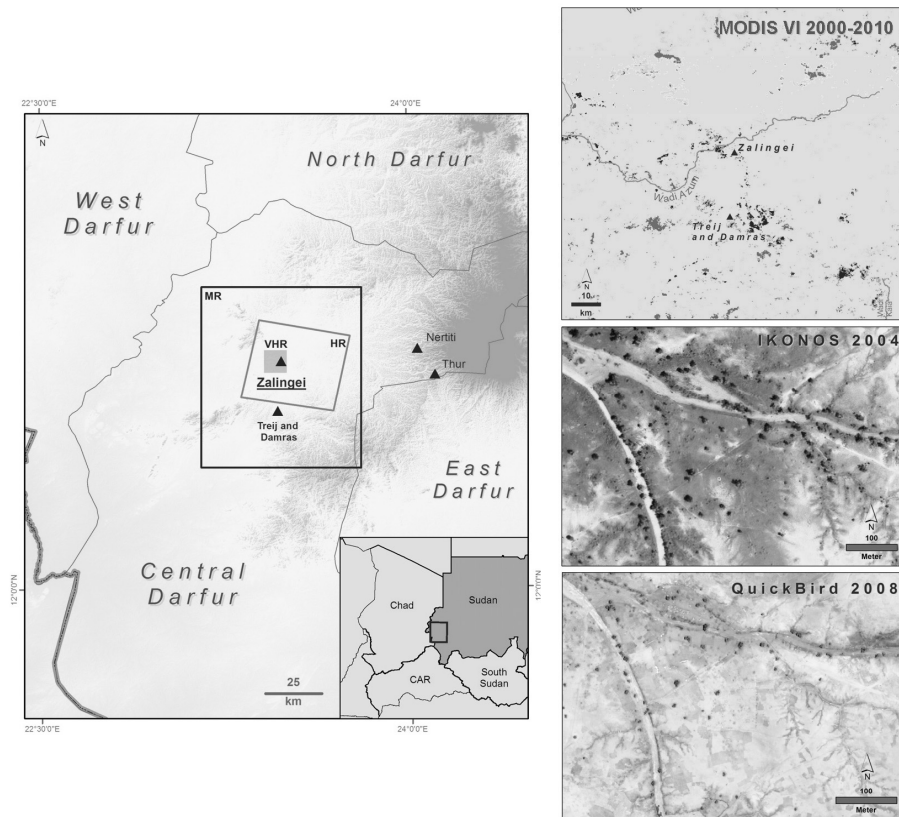 22°30'0"E
24°0'0"E
N
North Darfur
West
Darfur
MR
VHR
HR
Zalingei
Treij and
Damras
Nertiti
Thur
East
Darfur
Central
Darfur
12°0'0"N
12°0'0"N
25
km
Chad
Sudan
CAR
South
Sudan
22°30'0"E
24°0'0"E
MODIS VI 2000-2010
Zalingei
Wadi Azum
Treij
and Damras
N
10
km
Wadi
IKONOS 2004
N
100
Meter
QuickBird 2008
N
100
Meter